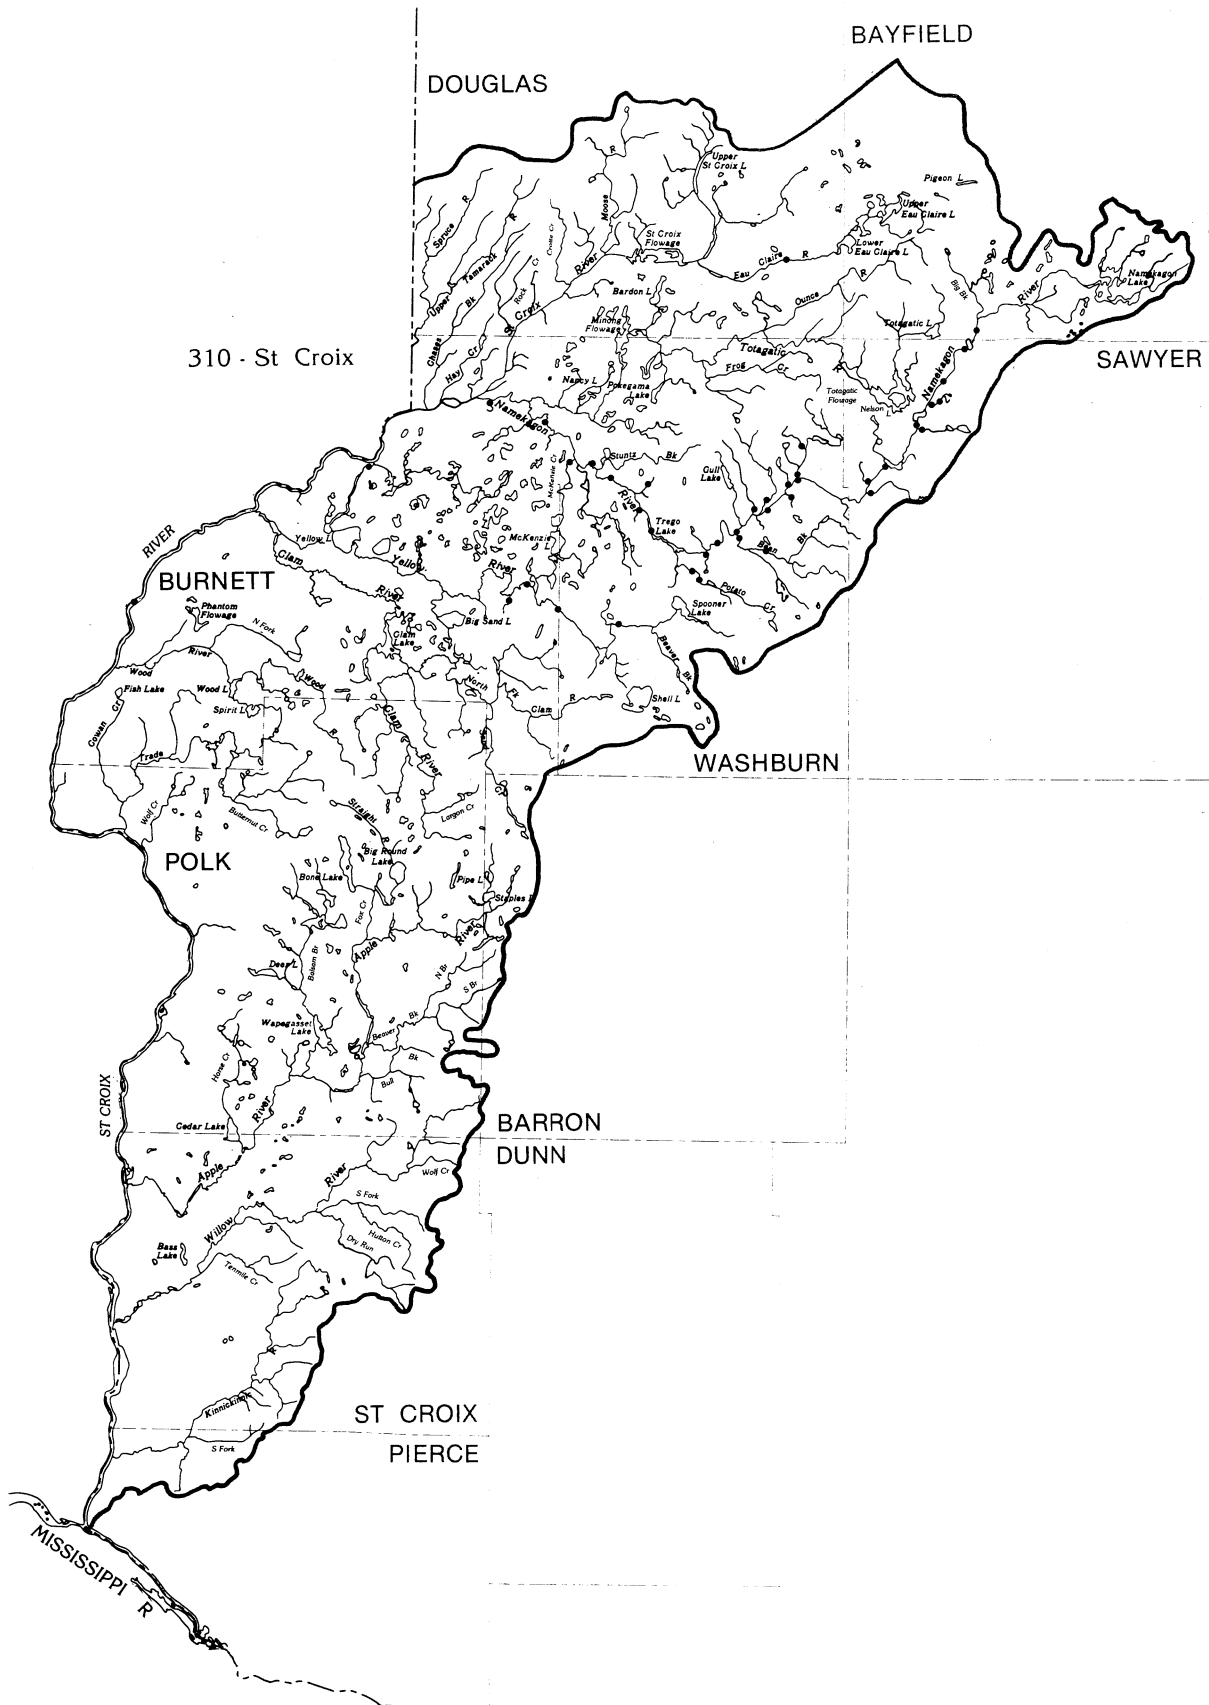 BAYFIELD
DOUGLAS
Upper
St Croix L
Pigeon L
R
Moose
Upper
Eau Claire L
Spruce
R
R
Crotte Cr
St Croix
Flowage
Lower
Eau Claire L
River
Eau
Claire
R
Namekagon
Lake
Upper
Tamarack
Bk
Rock
Cr
Bardon L
Ounce
R
Big Bk
River
St
Croix
Minong
Flowage
Totagatic L
310 - St Croix
Chases
Hay
Cr
Totagatic
R
SAWYER
Frog
Cr
Nancy L
Pokegama
Lake
Totagatic
Flowage
Nelson
L
Namekagon
Namekagon
Stuntz
Bk
McKenzie Cr
Gull
Lake
River
Trego
Lake
RIVER
Yellow L
McKenzie
L
Bean
Bk
Clam
Yellow
River
BURNETT
Potato
Cr
River
Phantom
Flowage
Spooner
Lake
N Fork
Big Sand L
Clam
Lake
River
Beaver
Bk
Wood
Fish Lake
Wood L
Wood
North
Fk
Clam
R
Shell L
Spirit L
Cowan
Cr
Clam
R
Trade
River
WASHBURN
Wolf Cr
Butternut Cr
Straight
R
Largon Cr
POLK
Big Round
Lake
Bone Lake
Pipe L
Staples L
Fox Cr
Apple
River
Deer L
Balsam Br
N Br
S Br
Wapogasset
Lake
Beaver
Bk
Bk
Horse Cr
Bull
ST CROIX
River
Cedar Lake
BARRON
DUNN
Apple
River
Wolf Cr
S Fork
Willow
Hutton Cr
Dry Run
Bass
Lake
Tenmile Cr
R
Kinnickinnic
ST CROIX
S Fork
PIERCE
MISSISSIPPI
R